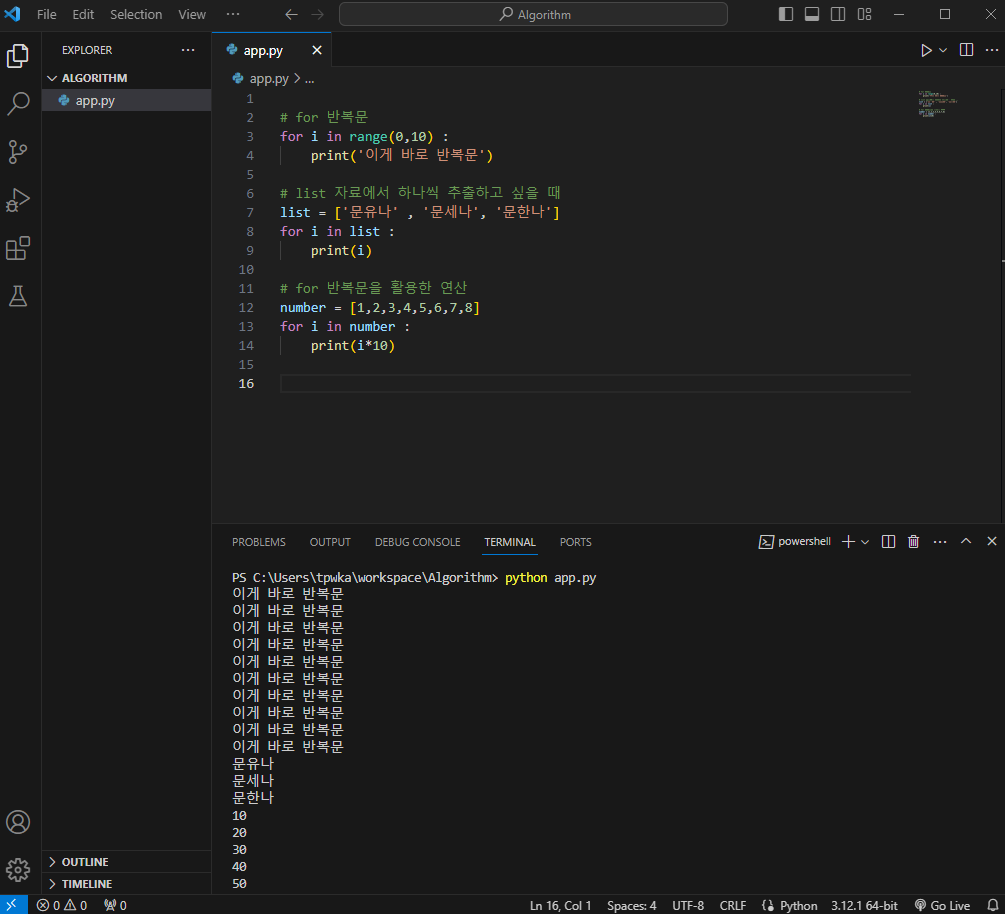 File Edit Selection View ··· Algorithm
EXPLORER ···
app.py
ALGORITHM
app.py
app.py > ...
1
2 # for 반복문
3 for i in range(0,10) :
4 print('이게 바로 반복문')
5
6 # list 자료에서 하나씩 추출하고 싶을 때
7 list = ['문유나' , '문세나', '문한나']
8 for i in list :
9 print(i)
10
11 # for 반복문을 활용한 연산
12 number = [1,2,3,4,5,6,7,8]
13 for i in number :
14 print(i*10)
15
16
PROBLEMS OUTPUT DEBUG CONSOLE TERMINAL PORTS powershell
PS C:\Users\tpwka\workspace\Algorithm> python app.py
이게 바로 반복문
이게 바로 반복문
이게 바로 반복문
이게 바로 반복문
이게 바로 반복문
이게 바로 반복문
이게 바로 반복문
이게 바로 반복문
이게 바로 반복문
이게 바로 반복문
문유나
문세나
문한나
10
20
30
40
50
OUTLINE
TIMELINE
0 0 0 Ln 16, Col 1 Spaces: 4 UTF-8 CRLF Python 3.12.1 64-bit Go Live